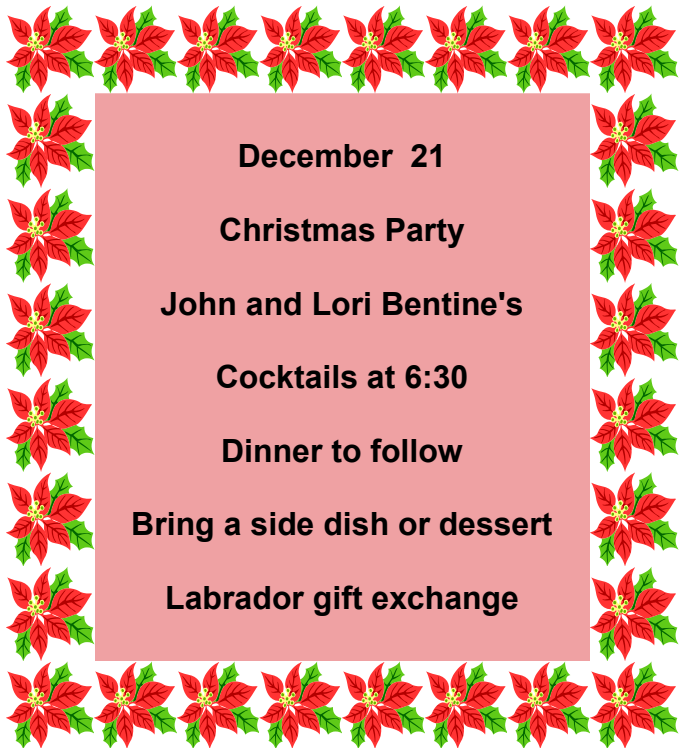 December  21
Christmas Party
John and Lori Bentine's
Cocktails at 6:30
Dinner to follow
Bring a side dish or dessert
Labrador gift exchange